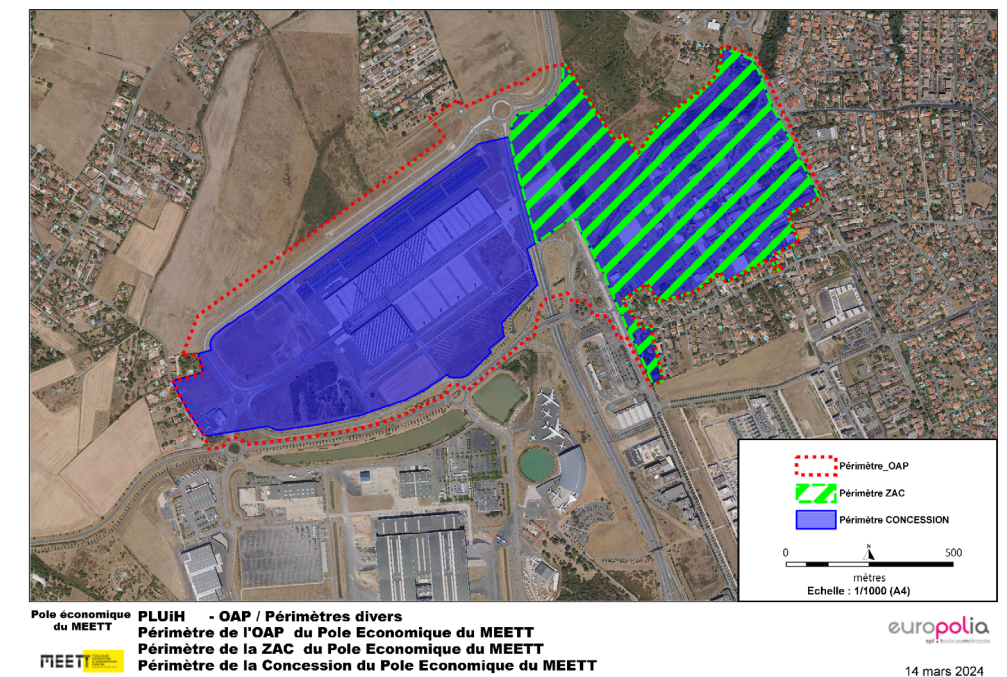 Périmètre_OAP
Périmètre ZAC
Périmètre CONCESSION
0 N 500
mètres
Echelle : 1/1000 (A4)
Pole économique
du MEETT
PLUiH - OAP / Périmètres divers
Périmètre de l'OAP du Pole Economique du MEETT
Périmètre de la ZAC du Pole Economique du MEETT
Périmètre de la Concession du Pole Economique du MEETT
MEETT
europolia
spl toulousemétropole
14 mars 2024